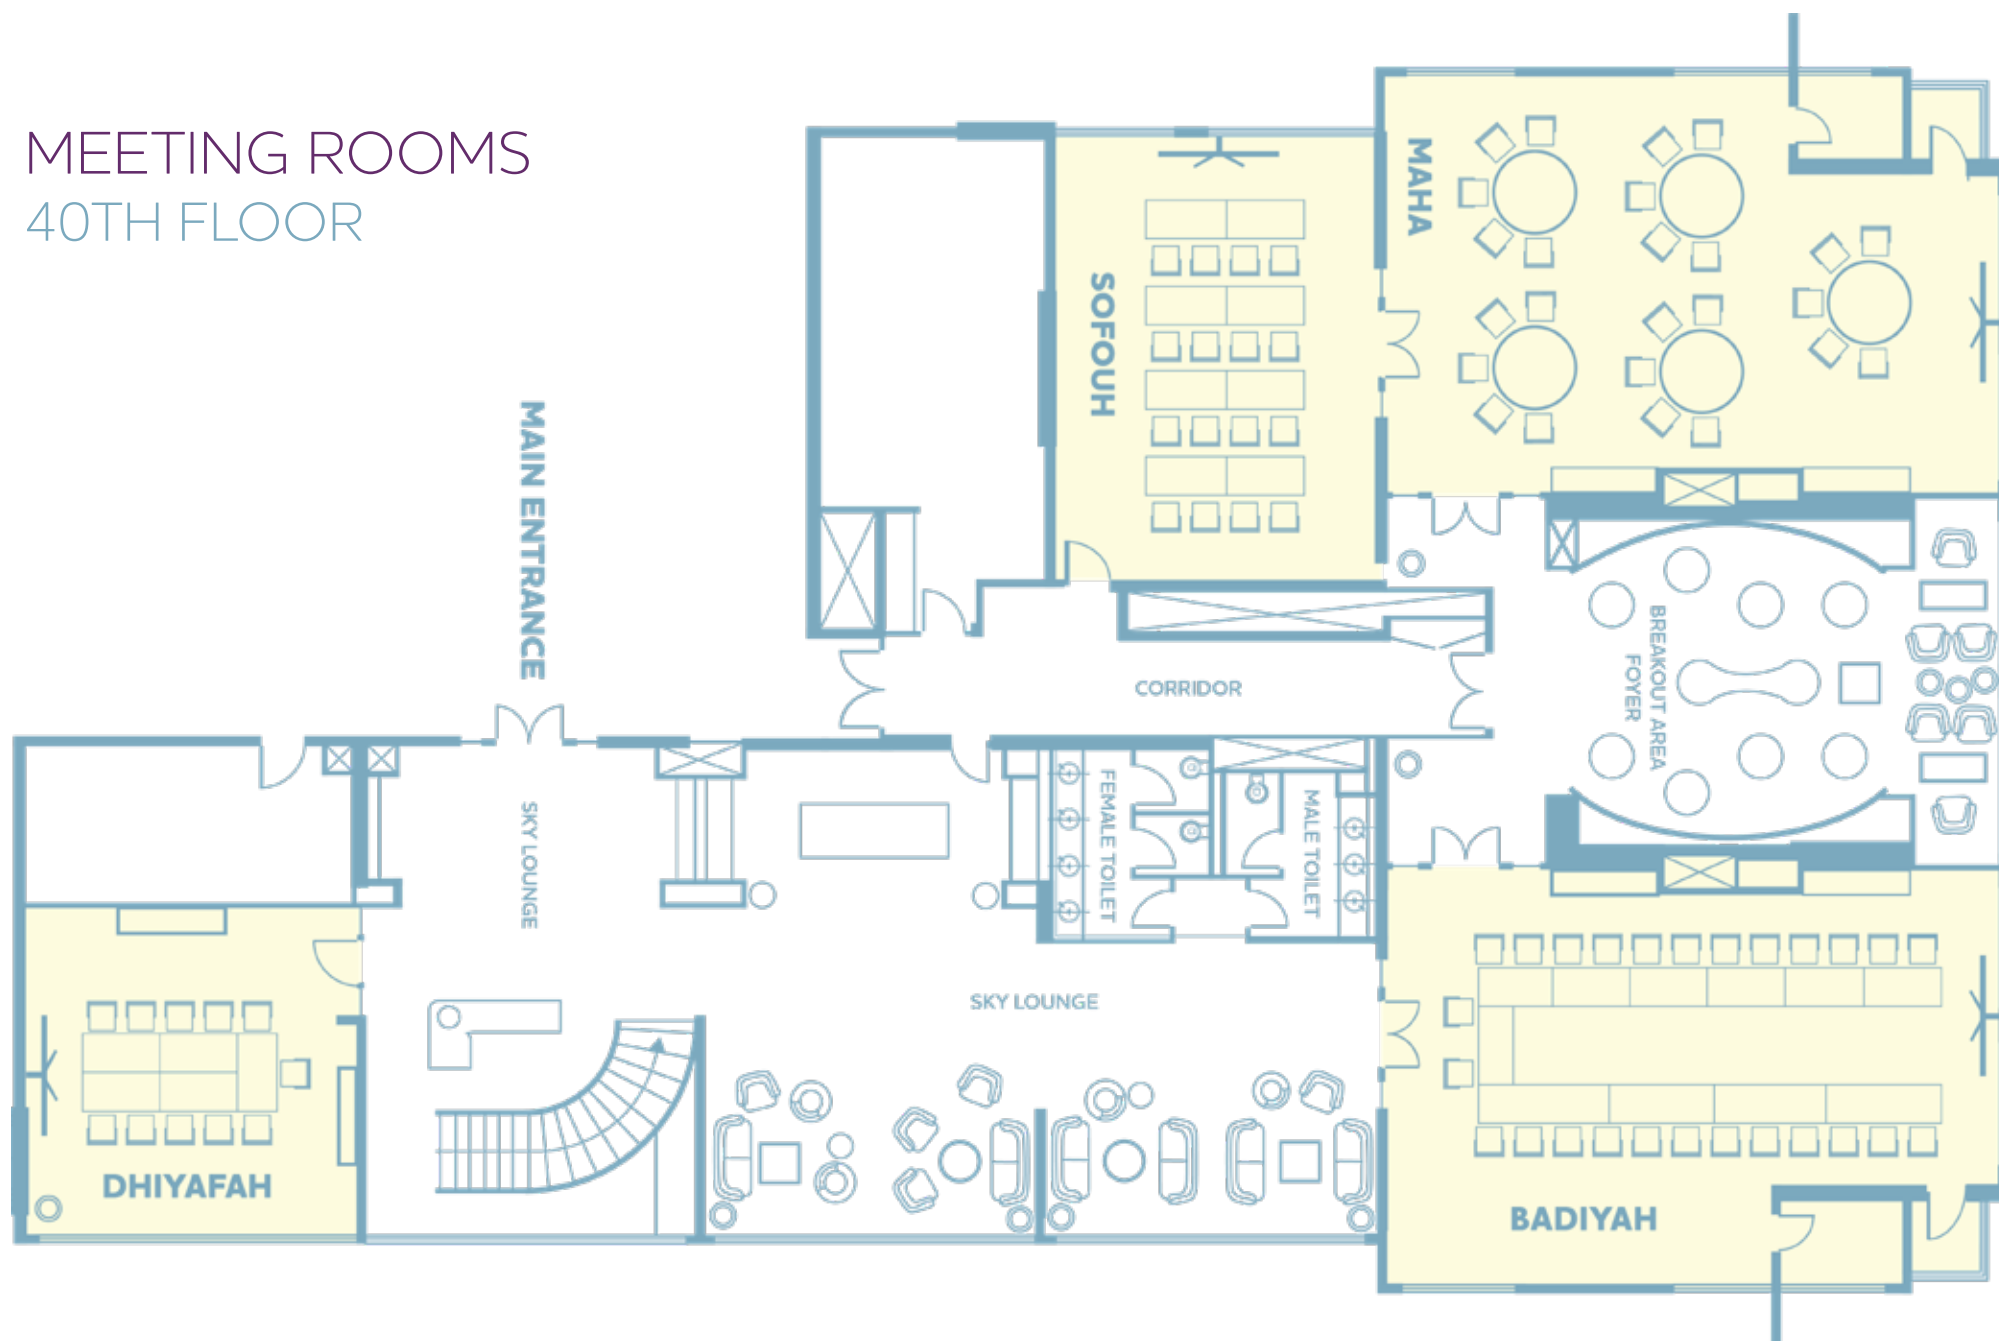 MEETING ROOMS
40TH FLOOR
MAHA
SOFOUH
MAIN ENTRANCE
BREAKOUT AREA
FOYER
CORRIDOR
SKY LOUNGE
FEMALE TOILET
MALE TOILET
SKY LOUNGE
DHIYAFAH
BADIYAH